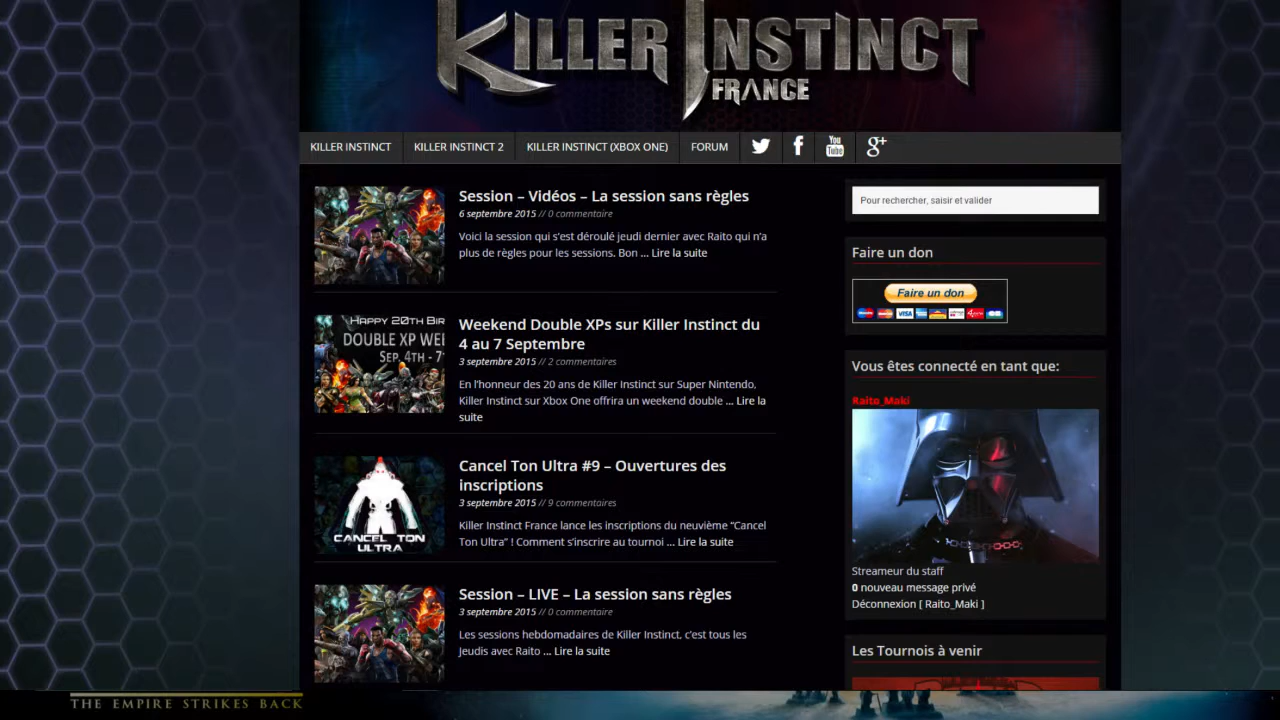 KILLER INSTINCT
FRANCE
KILLER INSTINCT
KILLER INSTINCT 2
KILLER INSTINCT (XBOX ONE)
FORUM
You
Tube
g+
Session – Vidéos – La session sans règles
6 septembre 2015 // 0 commentaire
Voici la session qui s'est déroulé jeudi dernier avec Raito qui n'a
plus de règles pour les sessions. Bon ... Lire la suite
HAPPY 20TH BIR
DOUBLE XP WE
SEP. 4TH - 7
Weekend Double XPs sur Killer Instinct du
4 au 7 Septembre
3 septembre 2015 // 2 commentaires
En l'honneur des 20 ans de Killer Instinct sur Super Nintendo,
Killer Instinct sur Xbox One offrira un weekend double ... Lire la
suite
CANCEL TON
ULTRA
Cancel Ton Ultra #9 – Ouvertures des
inscriptions
3 septembre 2015 // 9 commentaires
Killer Instinct France lance les inscriptions du neuvième “Cancel
Ton Ultra” ! Comment s'inscrire au tournoi ... Lire la suite
Session – LIVE – La session sans règles
3 septembre 2015 // 0 commentaire
Les sessions hebdomadaires de Killer Instinct, c'est tous les
jeudis avec Raito ... Lire la suite
Pour rechercher, saisir et valider
Faire un don
Faire un don
VISA
Vous êtes connecté en tant que:
Raito_Maki
Streameur du staff
0 nouveau message privé
Déconnexion [ Raito_Maki ]
Les Tournois à venir
THE EMPIRE STRIKES BACK